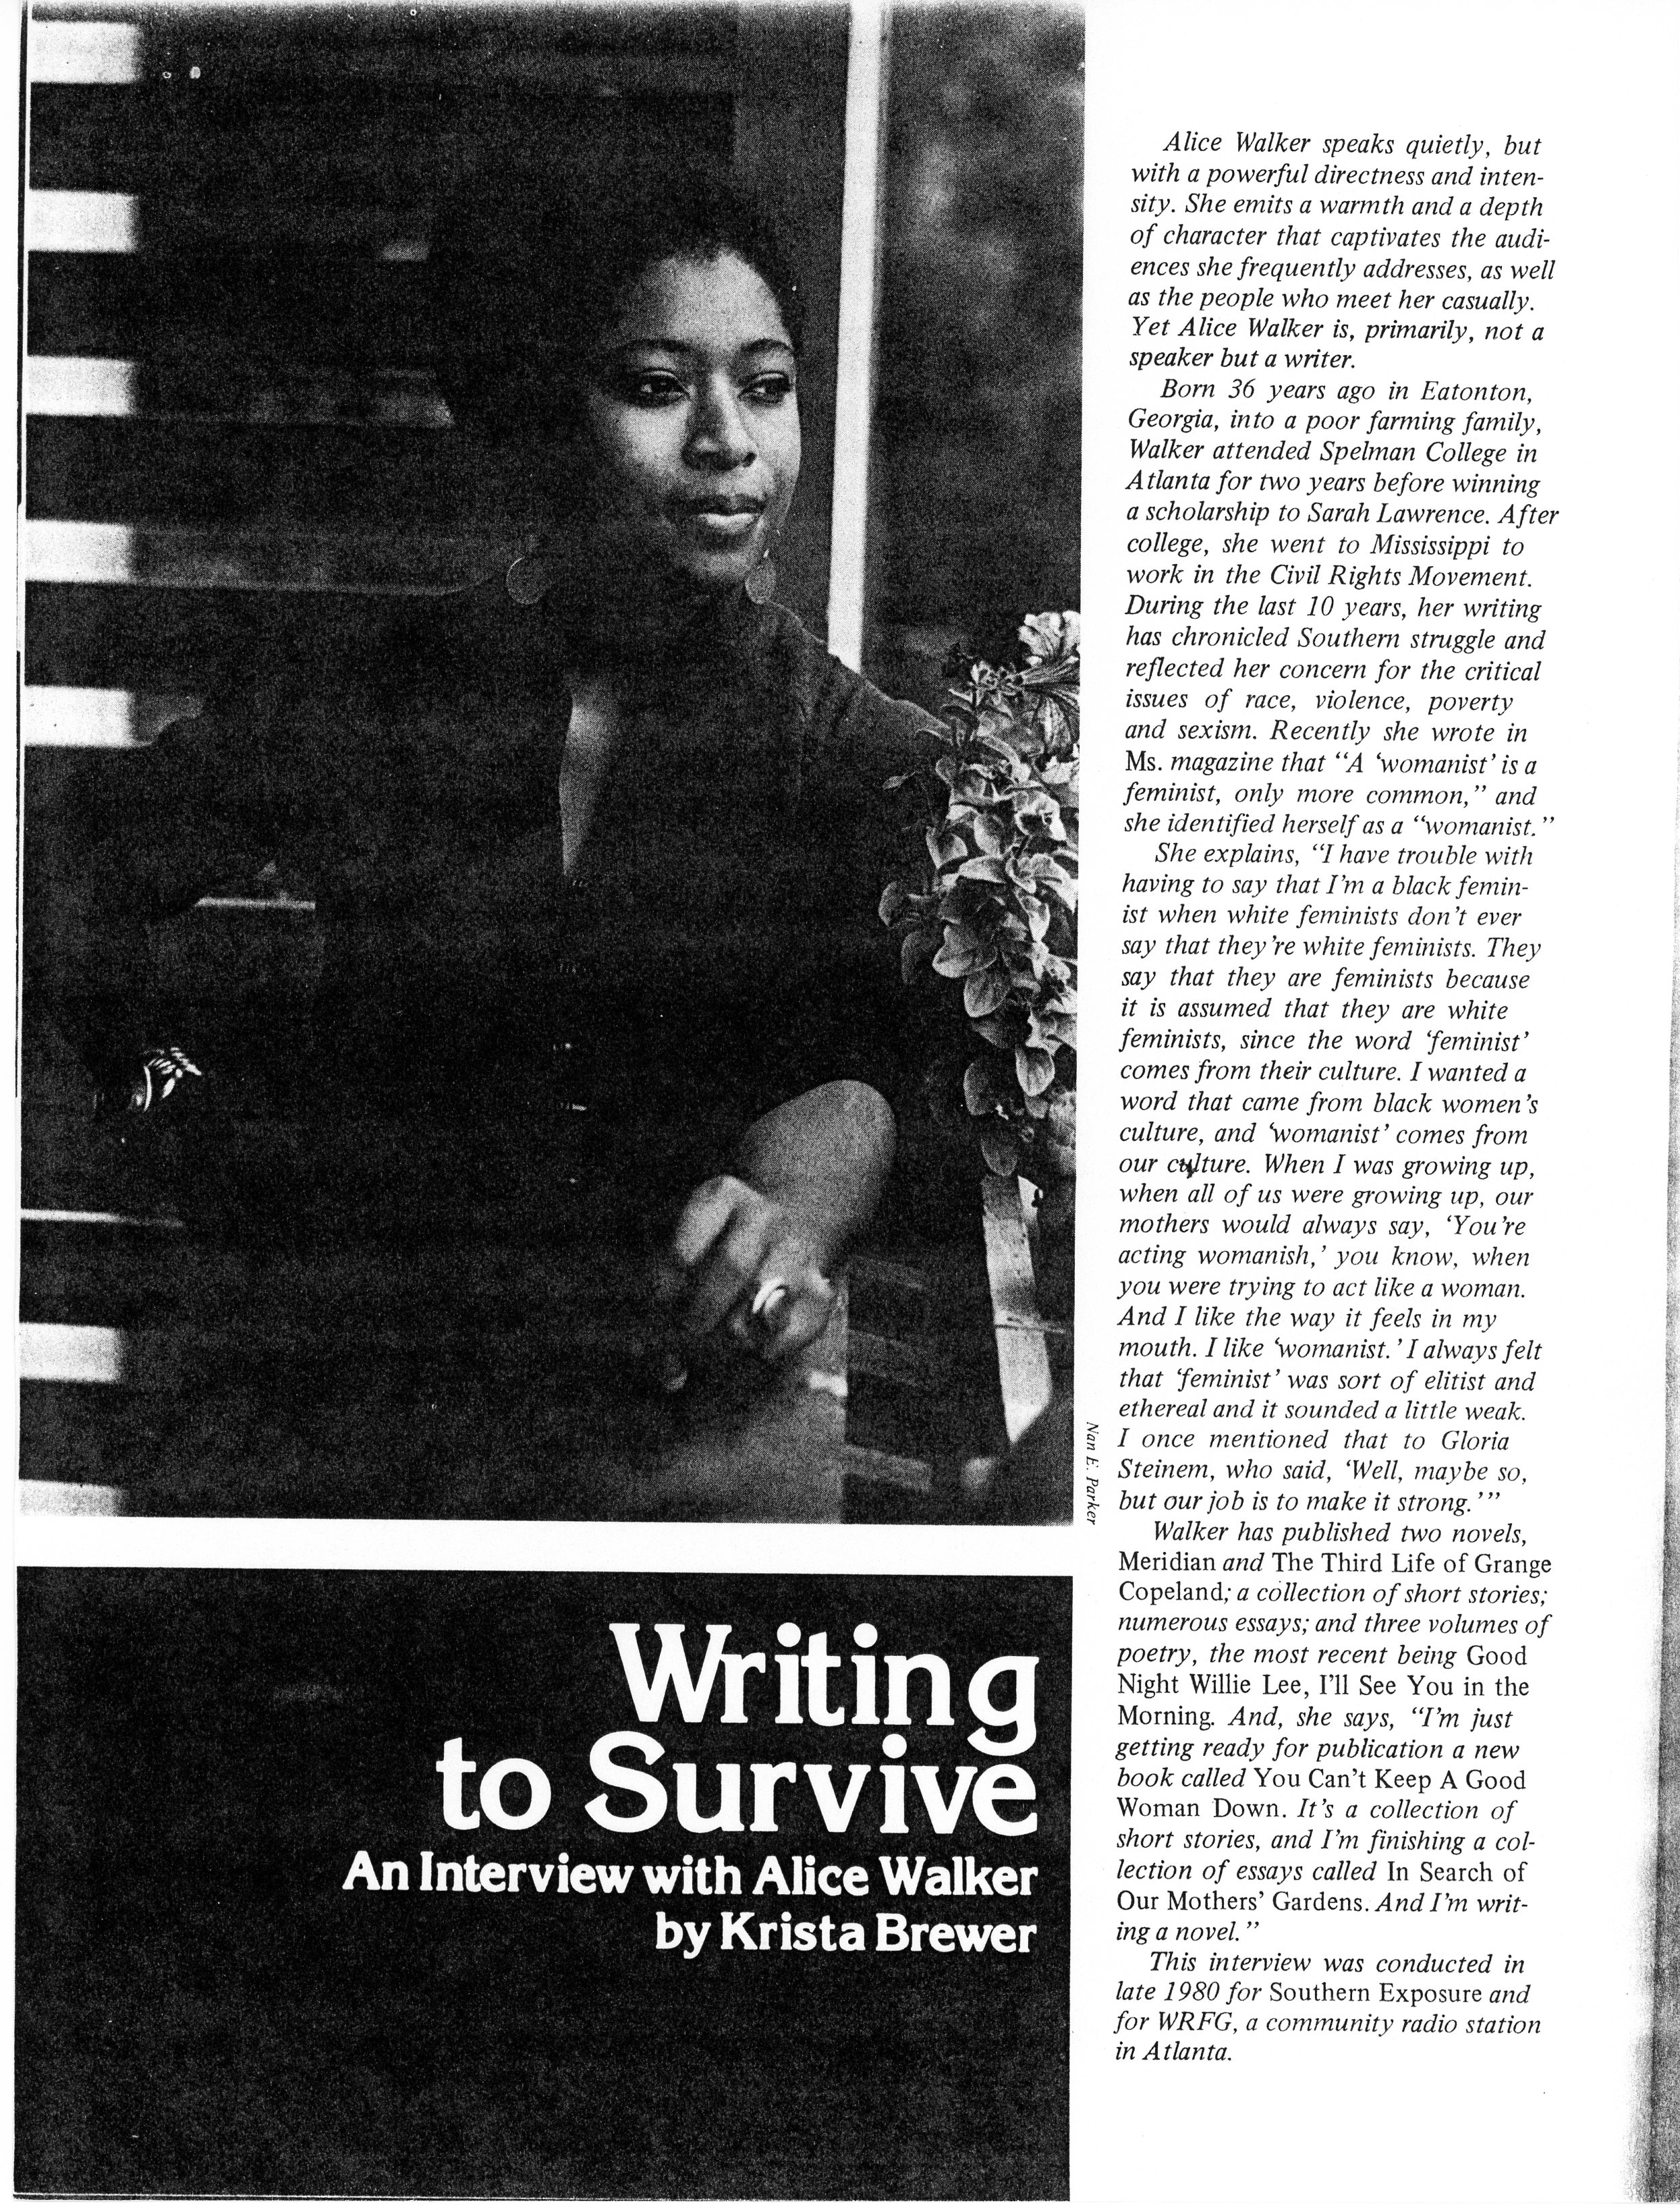 Alice Walker speaks quietly, but
with a powerful directness and inten-
sity. She emits a warmth and a depth
of character that captivates the audi-
ences she frequently addresses, as well
as the people who meet her casually.
Yet Alice Walker is, primarily, not a
speaker but a writer.
Born 36 years ago in Eatonton,
Georgia, into a poor farming family,
Walker attended Spelman College in
Atlanta for two years before winning
a scholarship to Sarah Lawrence. After
college, she went to Mississippi to
work in the Civil Rights Movement.
During the last 10 years, her writing
has chronicled Southern struggle and
reflected her concern for the critical
issues of race, violence, poverty
and sexism. Recently she wrote in
Ms. magazine that “A ‘womanist’ is a
feminist, only more common,” and
she identified herself as a “womanist.”
She explains, “I have trouble with
having to say that I’m a black femin-
ist when white feminists don’t ever
say that they’re white feminists. They
say that they are feminists because
it is assumed that they are white
feminists, since the word ‘feminist’
comes from their culture. I wanted a
word that came from black women’s
culture, and ‘womanist’ comes from
our culture. When I was growing up,
when all of us were growing up, our
mothers would always say, ‘You’re
acting womanish,’ you know, when
you were trying to act like a woman.
And I like the way it feels in my
mouth. I like ‘womanist.’ I always felt
that ‘feminist’ was sort of elitist and
ethereal and it sounded a little weak.
I once mentioned that to Gloria
Steinem, who said, ‘Well, maybe so,
but our job is to make it strong.’”
Walker has published two novels,
Meridian and The Third Life of Grange
Copeland; a collection of short stories;
numerous essays; and three volumes of
poetry, the most recent being Good
Night Willie Lee, I’ll See You in the
Morning. And, she says, “I’m just
getting ready for publication a new
book called You Can’t Keep A Good
Woman Down. It’s a collection of
short stories, and I’m finishing a col-
lection of essays called In Search of
Our Mothers’ Gardens. And I’m writ-
ing a novel.”
This interview was conducted in
late 1980 for Southern Exposure and
for WRFG, a community radio station
in Atlanta.
Nan E. Parker
Writing
to Survive
An Interview with Alice Walker
by Krista Brewer